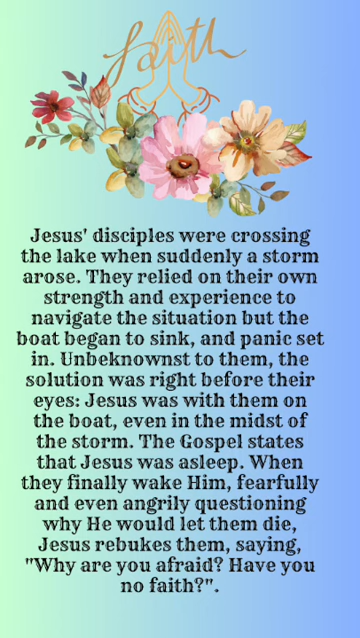 faith
Jesus' disciples were crossing
the lake when suddenly a storm
arose. They relied on their own
strength and experience to
navigate the situation but the
boat began to sink, and panic set
in. Unbeknownst to them, the
solution was right before their
eyes: Jesus was with them on
the boat, even in the midst of
the storm. The Gospel states
that Jesus was asleep. When
they finally wake Him, fearfully
and even angrily questioning
why He would let them die,
Jesus rebukes them, saying,
"Why are you afraid? Have you
no faith?".